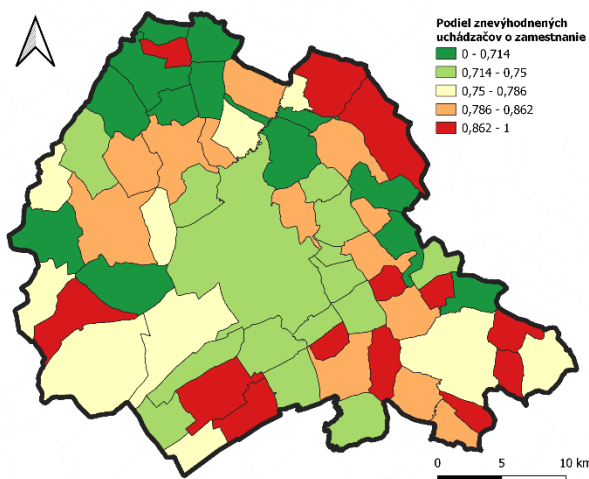 Podiel znevýhodnených
uchádzačov o zamestnanie
0 - 0,714
0,714 - 0,75
0,75 - 0,786
0,786 - 0,862
0,862 - 1
0 5 10 km